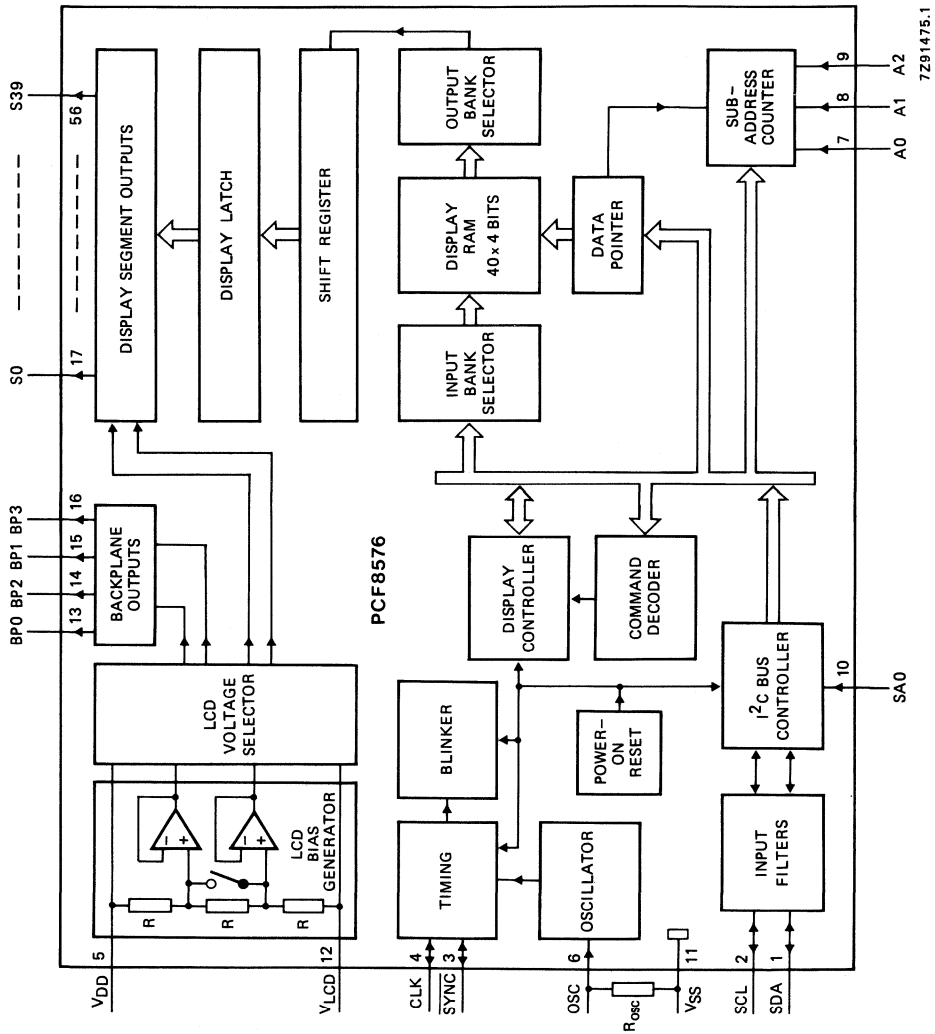 S0
S39
BP0
BP2
BP1
BP3
13
14
15
16
17
56
BACKPLANE
OUTPUTS
DISPLAY SEGMENT OUTPUTS
DISPLAY LATCH
SHIFT REGISTER
LCD
VOLTAGE
SELECTOR
VDD
5
VLCD
12
R
R
R
−
+
−
+
LCD
BIAS
GENERATOR
PCF8576
CLK
4
SYNC
3
TIMING
BLINKER
DISPLAY
CONTROLLER
INPUT
BANK
SELECTOR
DISPLAY
RAM
40 x 4 BITS
OUTPUT
BANK
SELECTOR
OSC
6
OSCILLATOR
ROSC
VSS
11
POWER-
ON
RESET
COMMAND
DECODER
DATA
POINTER
SCL
2
SDA
1
INPUT
FILTERS
I2C BUS
CONTROLLER
10
SA0
SUB-
ADDRESS
COUNTER
7
8
9
A0
A1
A2
7Z91475.1